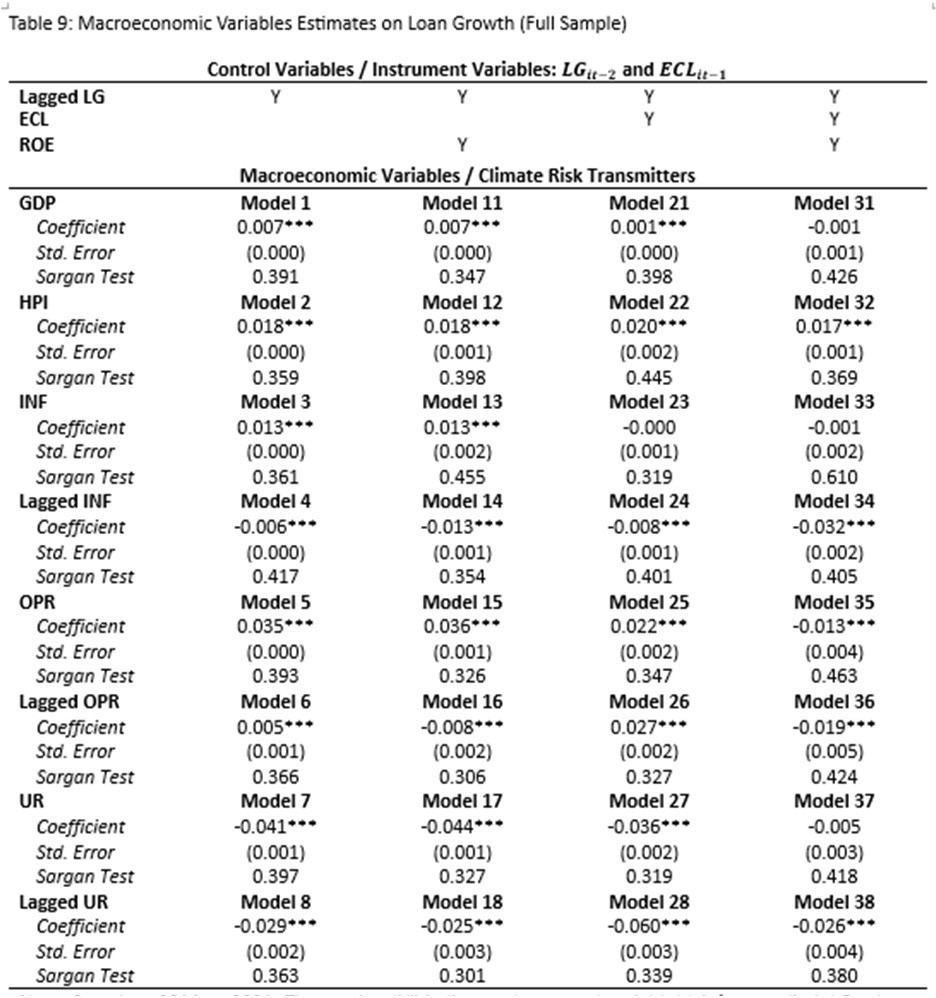 Table 9: Macroeconomic Variables Estimates on Loan Growth (Full Sample)
Control Variables / Instrument Variables: LGit−2 and ECLit−1
Lagged LG Y Y Y Y
ECL Y Y
ROE Y Y
Macroeconomic Variables / Climate Risk Transmitters
GDP Model 1 Model 11 Model 21 Model 31
Coefficient 0.007*** 0.007*** 0.001*** -0.001
Std. Error (0.000) (0.000) (0.000) (0.001)
Sargan Test 0.391 0.347 0.398 0.426
HPI Model 2 Model 12 Model 22 Model 32
Coefficient 0.018*** 0.018*** 0.020*** 0.017***
Std. Error (0.000) (0.001) (0.002) (0.001)
Sargan Test 0.359 0.398 0.445 0.369
INF Model 3 Model 13 Model 23 Model 33
Coefficient 0.013*** 0.013*** -0.000 -0.001
Std. Error (0.000) (0.002) (0.001) (0.002)
Sargan Test 0.361 0.455 0.319 0.610
Lagged INF Model 4 Model 14 Model 24 Model 34
Coefficient -0.006*** -0.013*** -0.008*** -0.032***
Std. Error (0.000) (0.001) (0.001) (0.002)
Sargan Test 0.417 0.354 0.401 0.405
OPR Model 5 Model 15 Model 25 Model 35
Coefficient 0.035*** 0.036*** 0.022*** -0.013***
Std. Error (0.000) (0.001) (0.002) (0.004)
Sargan Test 0.393 0.326 0.347 0.463
Lagged OPR Model 6 Model 16 Model 26 Model 36
Coefficient 0.005*** -0.008*** 0.027*** -0.019***
Std. Error (0.001) (0.002) (0.002) (0.005)
Sargan Test 0.366 0.306 0.327 0.424
UR Model 7 Model 17 Model 27 Model 37
Coefficient -0.041*** -0.044*** -0.036*** -0.005
Std. Error (0.001) (0.001) (0.002) (0.003)
Sargan Test 0.397 0.327 0.319 0.418
Lagged UR Model 8 Model 18 Model 28 Model 38
Coefficient -0.029*** -0.025*** -0.060*** -0.026***
Std. Error (0.002) (0.003) (0.003) (0.004)
Sargan Test 0.363 0.301 0.339 0.380